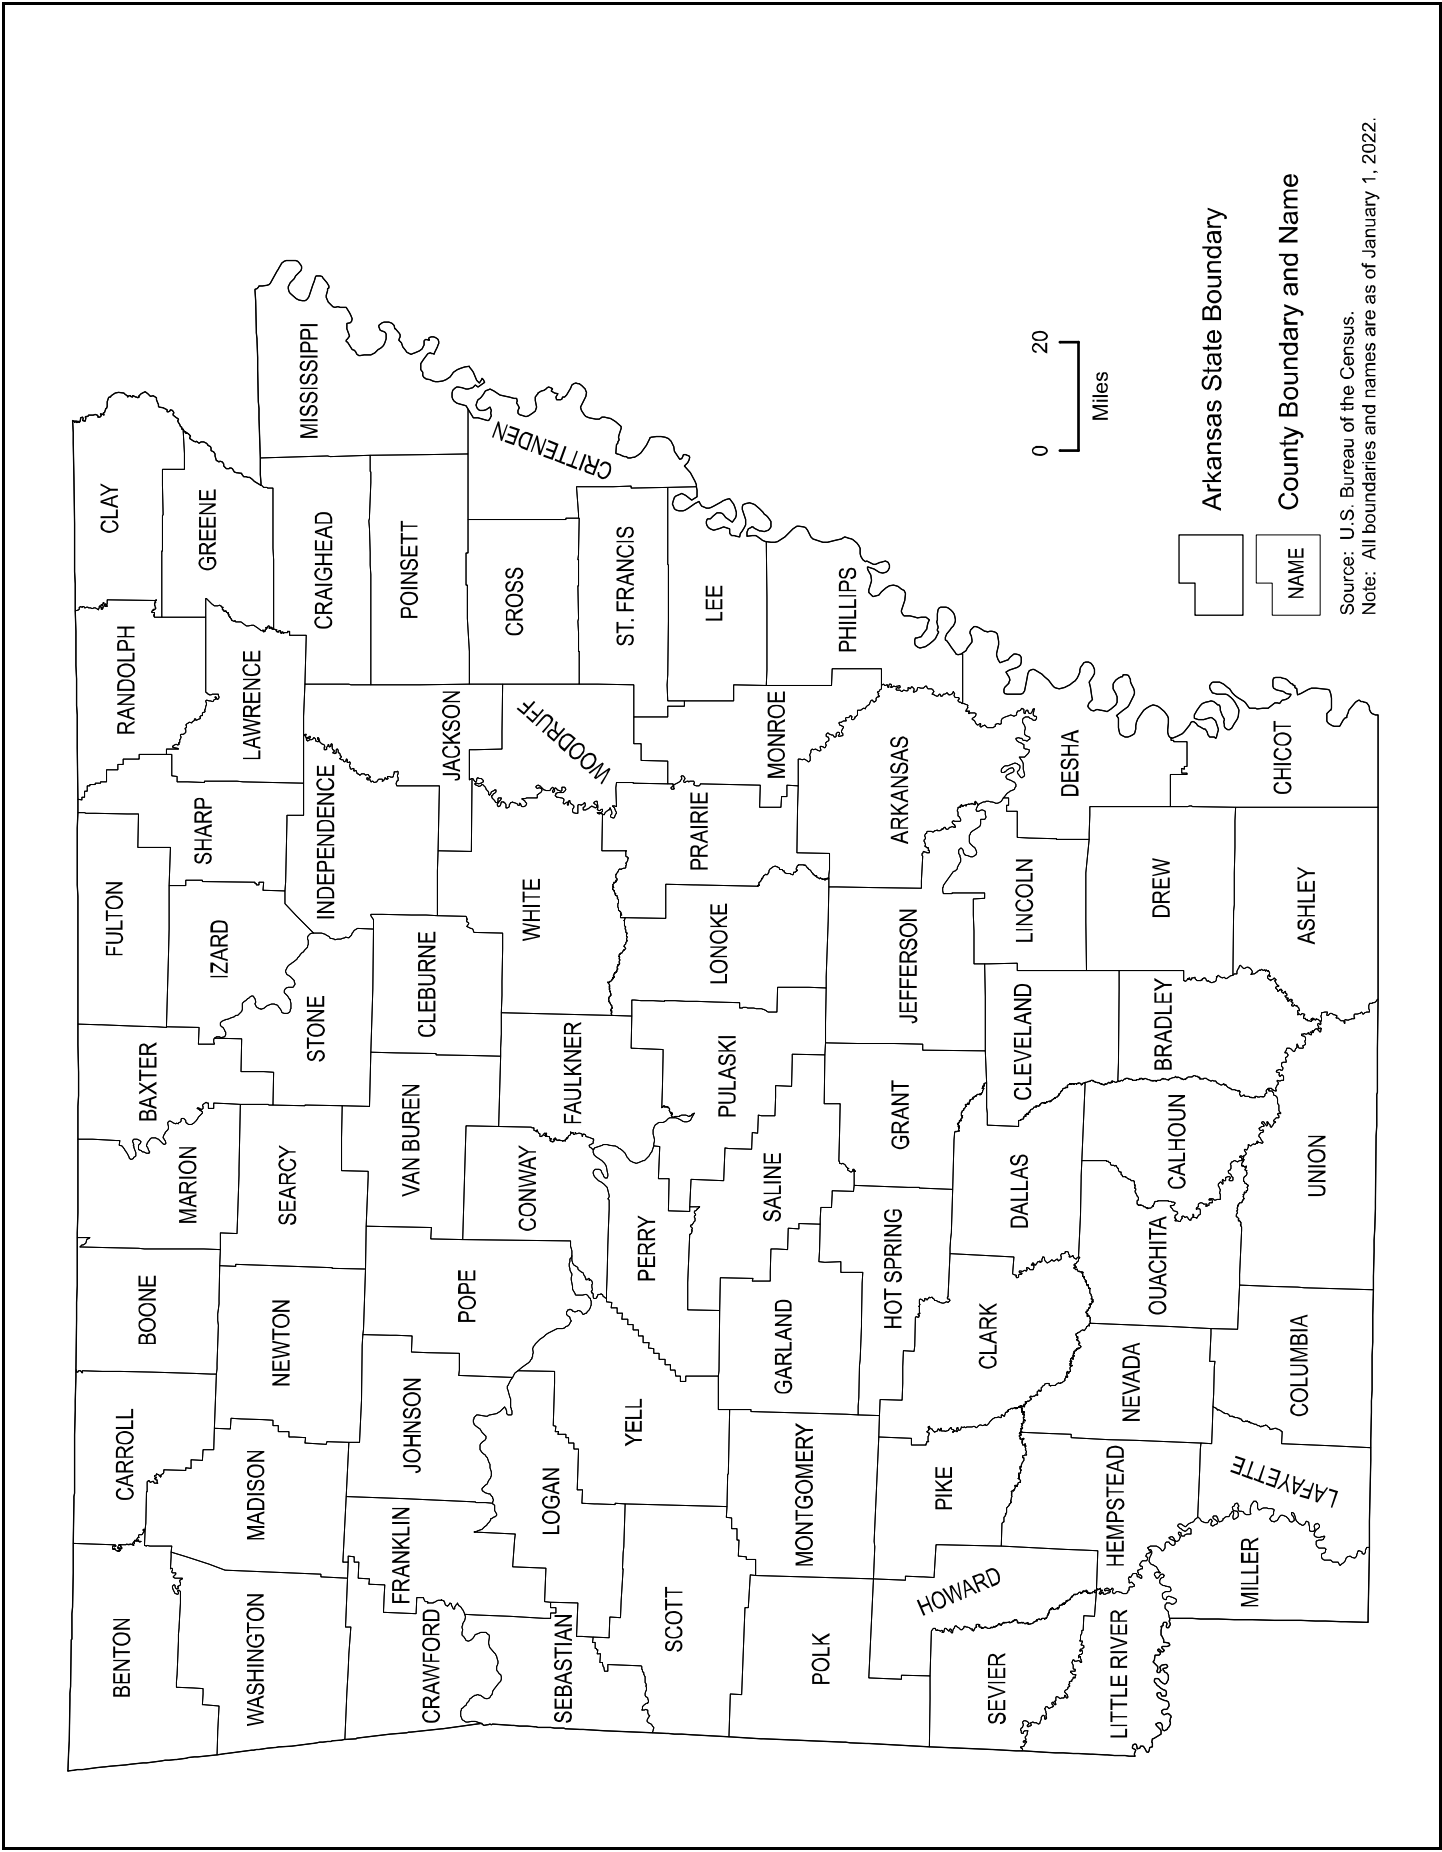 BENTON
CARROLL
BOONE
MARION
BAXTER
FULTON
RANDOLPH
CLAY
WASHINGTON
MADISON
NEWTON
SEARCY
IZARD
SHARP
LAWRENCE
GREENE
CRAWFORD
FRANKLIN
JOHNSON
POPE
VAN BUREN
STONE
CLEBURNE
INDEPENDENCE
JACKSON
CRAIGHEAD
MISSISSIPPI
POINSETT
SEBASTIAN
LOGAN
CONWAY
FAULKNER
WHITE
WOODRUFF
CROSS
CRITTENDEN
SCOTT
YELL
PERRY
PULASKI
LONOKE
PRAIRIE
ST. FRANCIS
LEE
MONROE
PHILLIPS
POLK
MONTGOMERY
GARLAND
SALINE
HOT SPRING
GRANT
JEFFERSON
ARKANSAS
SEVIER
HOWARD
PIKE
CLARK
DALLAS
CLEVELAND
LINCOLN
DESHA
LITTLE RIVER
HEMPSTEAD
NEVADA
OUACHITA
CALHOUN
BRADLEY
DREW
MILLER
LAFAYETTE
COLUMBIA
UNION
ASHLEY
CHICOT
0 20
Miles
Arkansas State Boundary
NAME County Boundary and Name
Source: U.S. Bureau of the Census.
Note: All boundaries and names are as of January 1, 2022.